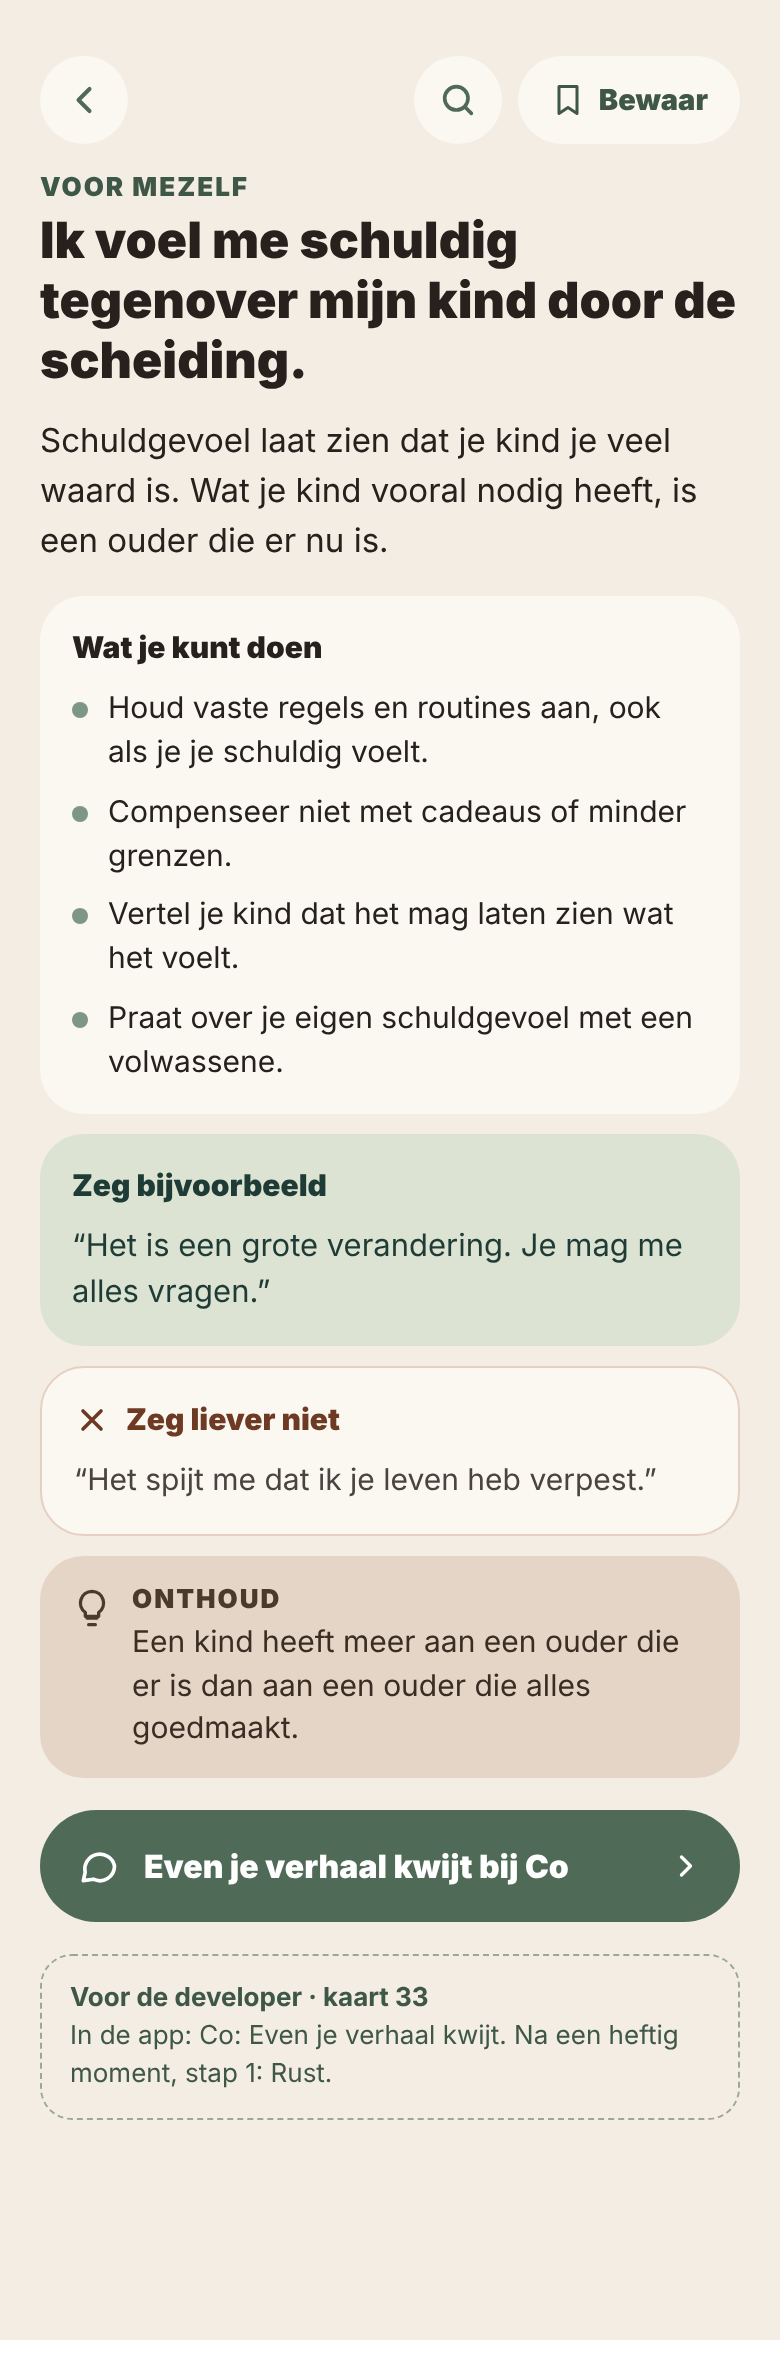 Bewaar
VOOR MEZELF
Ik voel me schuldig
tegenover mijn kind door de
scheiding.
Schuldgevoel laat zien dat je kind je veel
waard is. Wat je kind vooral nodig heeft, is
een ouder die er nu is.
Wat je kunt doen
Houd vaste regels en routines aan, ook
als je je schuldig voelt.
Compenseer niet met cadeaus of minder
grenzen.
Vertel je kind dat het mag laten zien wat
het voelt.
Praat over je eigen schuldgevoel met een
volwassene.
Zeg bijvoorbeeld
“Het is een grote verandering. Je mag me
alles vragen.”
Zeg liever niet
“Het spijt me dat ik je leven heb verpest.”
ONTHOUD
Een kind heeft meer aan een ouder die
er is dan aan een ouder die alles
goedmaakt.
Even je verhaal kwijt bij Co
Voor de developer · kaart 33
In de app: Co: Even je verhaal kwijt. Na een heftig
moment, stap 1: Rust.